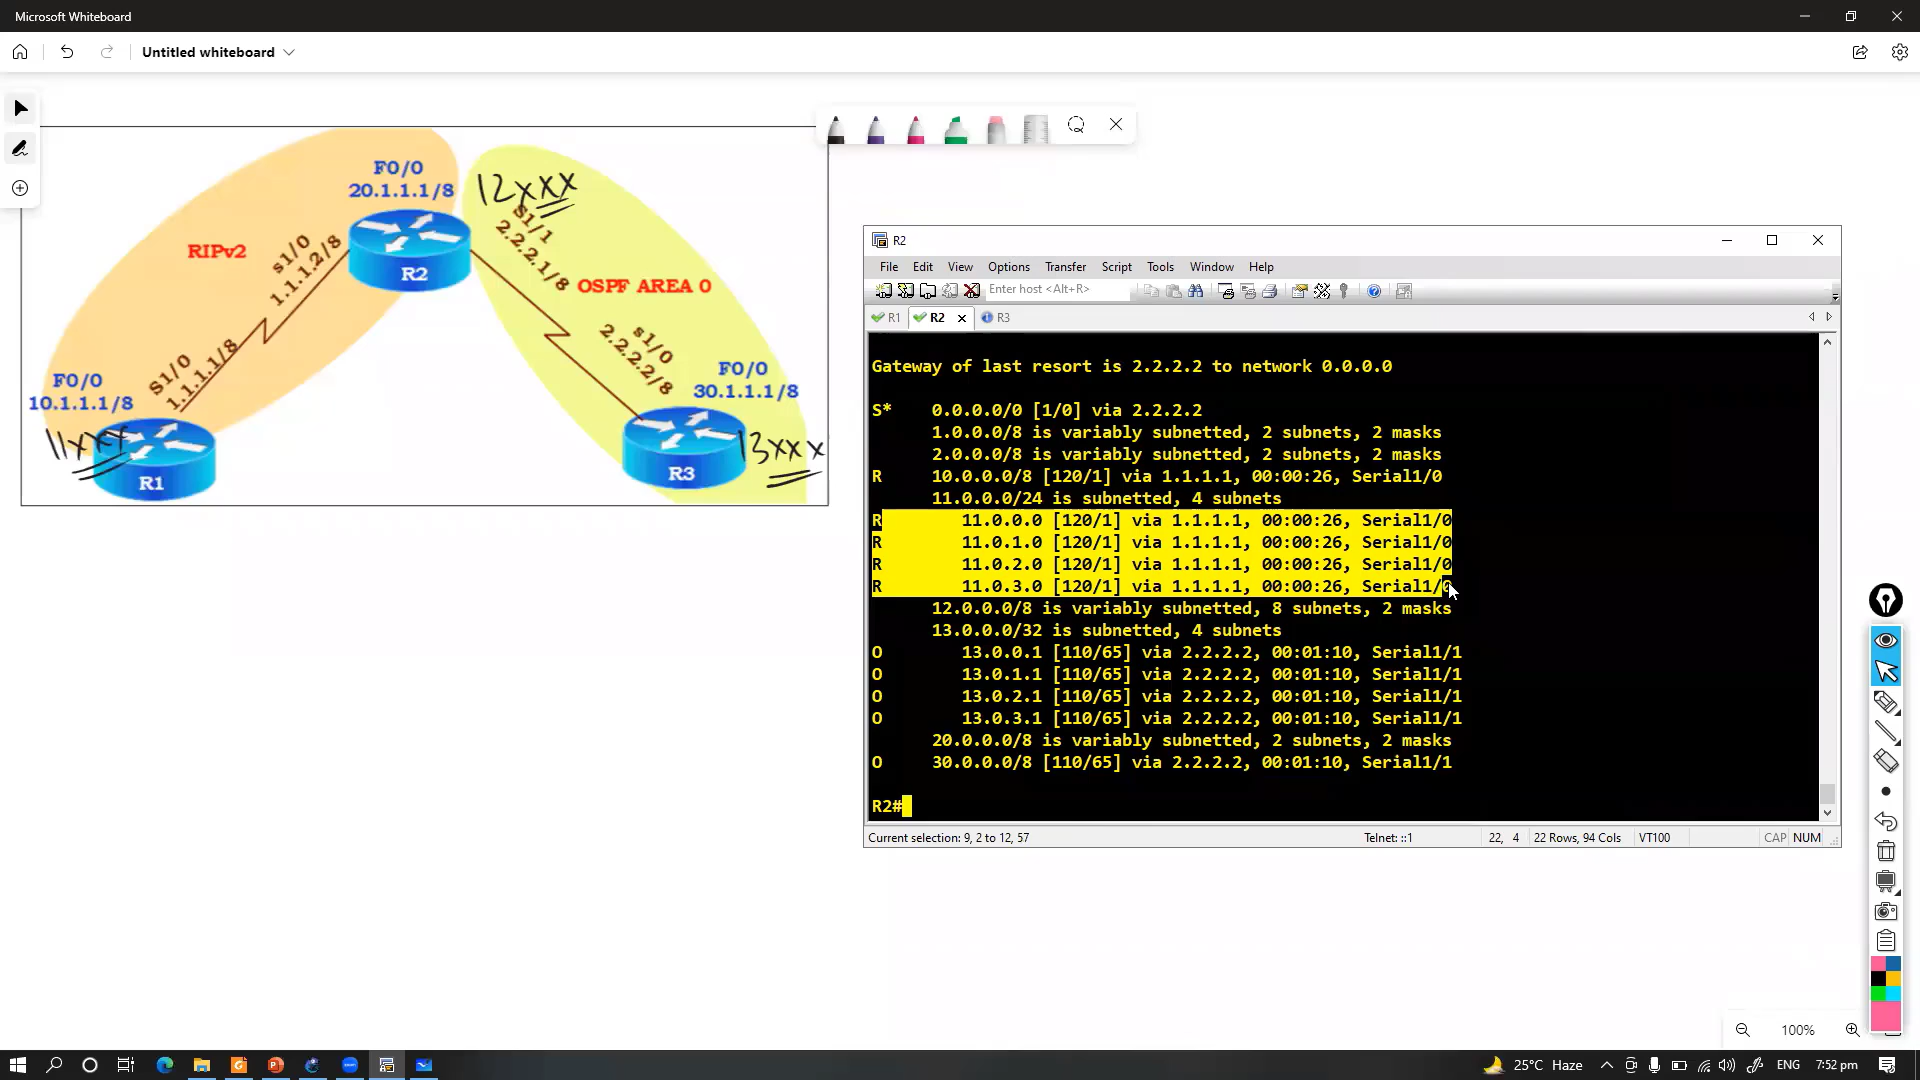 Microsoft Whiteboard
Untitled whiteboard
F0/0
20.1.1.1/8
12xxx
RIPv2
s1/0
1.1.1.2/8
R2
S1/1
2.2.2.1/8
OSPF AREA 0
S1/0
1.1.1.1/8
s1/0
2.2.2.2/8
F0/0
10.1.1.1/8
F0/0
30.1.1.1/8
11xxx
R1
13xxx
R3
R2
File Edit View Options Transfer Script Tools Window Help
Enter host <Alt+R>
R1 R2 R3
Gateway of last resort is 2.2.2.2 to network 0.0.0.0
S* 0.0.0.0/0 [1/0] via 2.2.2.2
1.0.0.0/8 is variably subnetted, 2 subnets, 2 masks
2.0.0.0/8 is variably subnetted, 2 subnets, 2 masks
R 10.0.0.0/8 [120/1] via 1.1.1.1, 00:00:26, Serial1/0
11.0.0.0/24 is subnetted, 4 subnets
R 11.0.0.0 [120/1] via 1.1.1.1, 00:00:26, Serial1/0
R 11.0.1.0 [120/1] via 1.1.1.1, 00:00:26, Serial1/0
R 11.0.2.0 [120/1] via 1.1.1.1, 00:00:26, Serial1/0
R 11.0.3.0 [120/1] via 1.1.1.1, 00:00:26, Serial1/0
12.0.0.0/8 is variably subnetted, 8 subnets, 2 masks
13.0.0.0/32 is subnetted, 4 subnets
O 13.0.0.1 [110/65] via 2.2.2.2, 00:01:10, Serial1/1
O 13.0.1.1 [110/65] via 2.2.2.2, 00:01:10, Serial1/1
O 13.0.2.1 [110/65] via 2.2.2.2, 00:01:10, Serial1/1
O 13.0.3.1 [110/65] via 2.2.2.2, 00:01:10, Serial1/1
20.0.0.0/8 is variably subnetted, 2 subnets, 2 masks
O 30.0.0.0/8 [110/65] via 2.2.2.2, 00:01:10, Serial1/1
R2#
Current selection: 9, 2 to 12, 57 Telnet: ::1 22, 4 22 Rows, 94 Cols VT100 CAP NUM
100%
25°C Haze ENG 7:52 pm